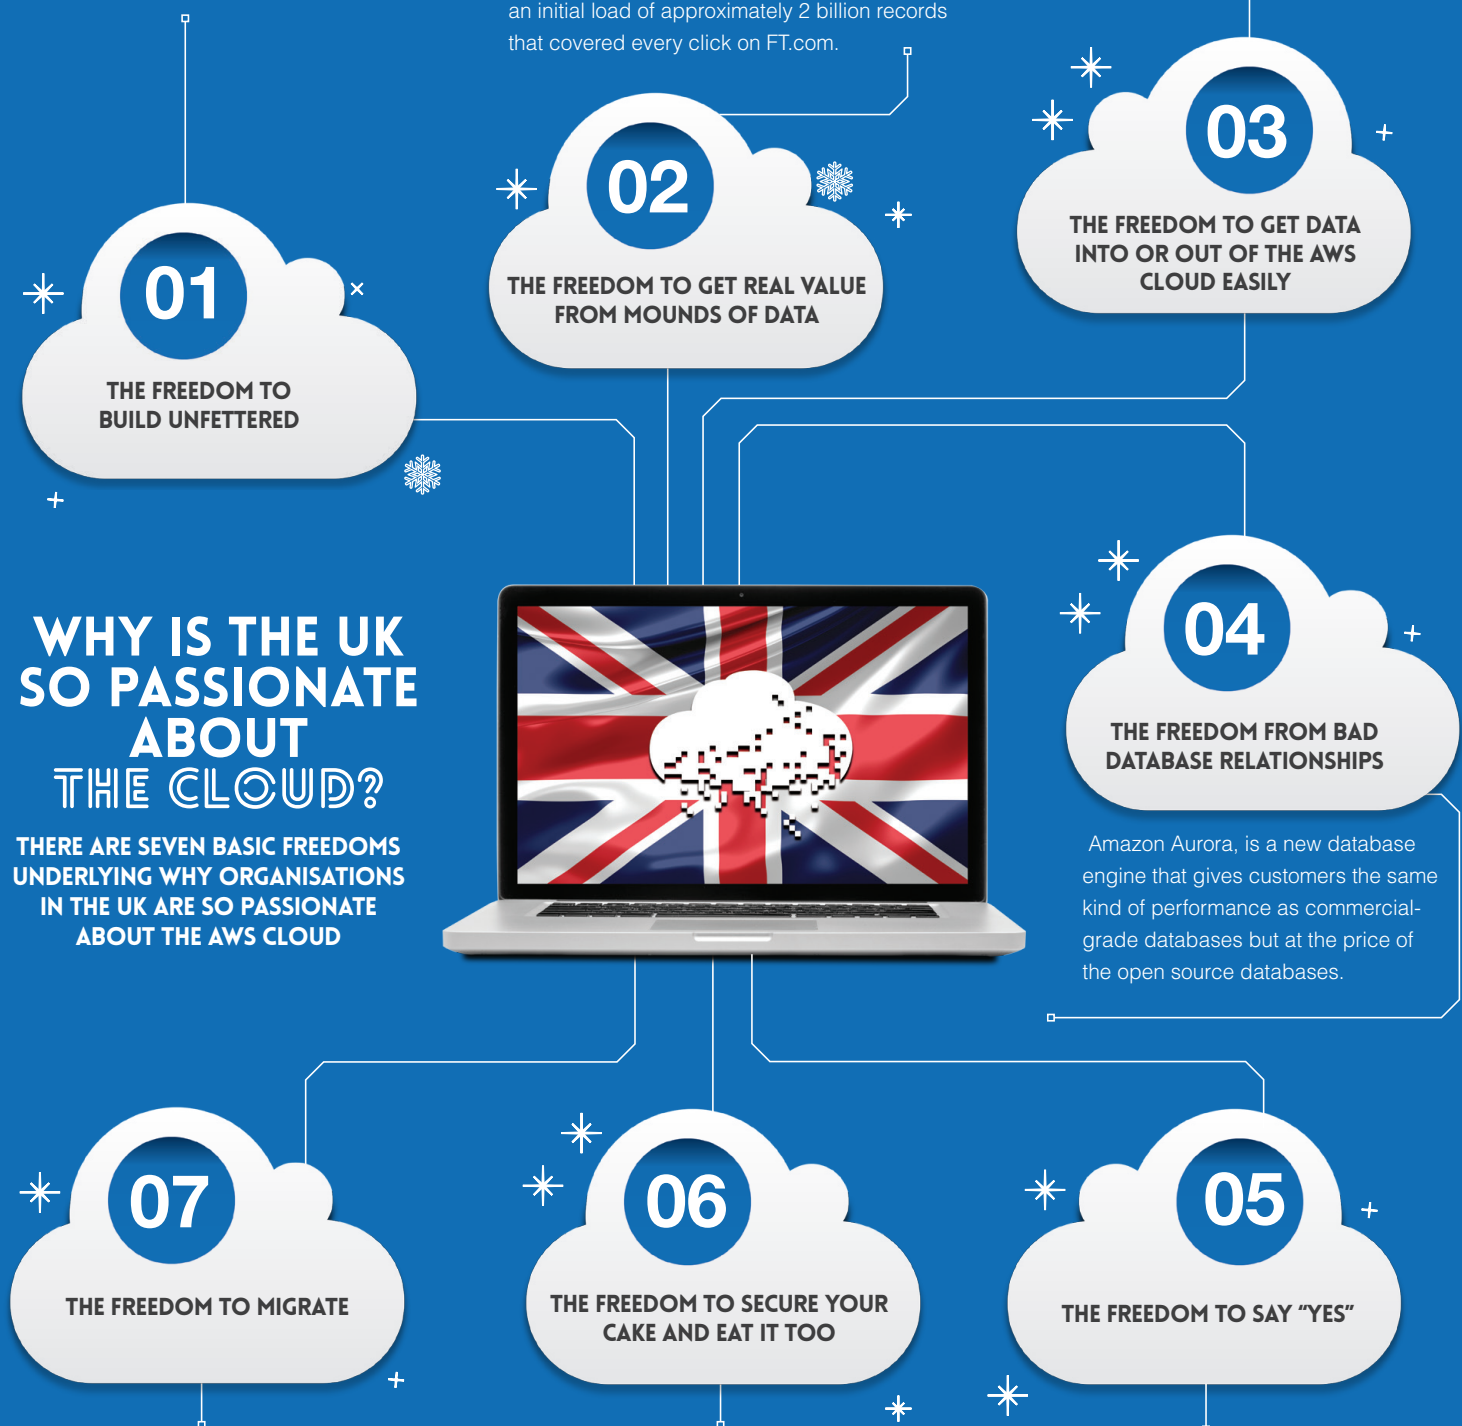 an initial load of approximately 2 billion records
that covered every click on FT.com.
01
THE FREEDOM TO
BUILD UNFETTERED
02
THE FREEDOM TO GET REAL VALUE
FROM MOUNDS OF DATA
03
THE FREEDOM TO GET DATA
INTO OR OUT OF THE AWS
CLOUD EASILY
WHY IS THE UK
SO PASSIONATE
ABOUT
THE CLOUD?
THERE ARE SEVEN BASIC FREEDOMS
UNDERLYING WHY ORGANISATIONS
IN THE UK ARE SO PASSIONATE
ABOUT THE AWS CLOUD
04
THE FREEDOM FROM BAD
DATABASE RELATIONSHIPS
Amazon Aurora, is a new database
engine that gives customers the same
kind of performance as commercial-
grade databases but at the price of
the open source databases.
07
THE FREEDOM TO MIGRATE
06
THE FREEDOM TO SECURE YOUR
CAKE AND EAT IT TOO
05
THE FREEDOM TO SAY “YES”